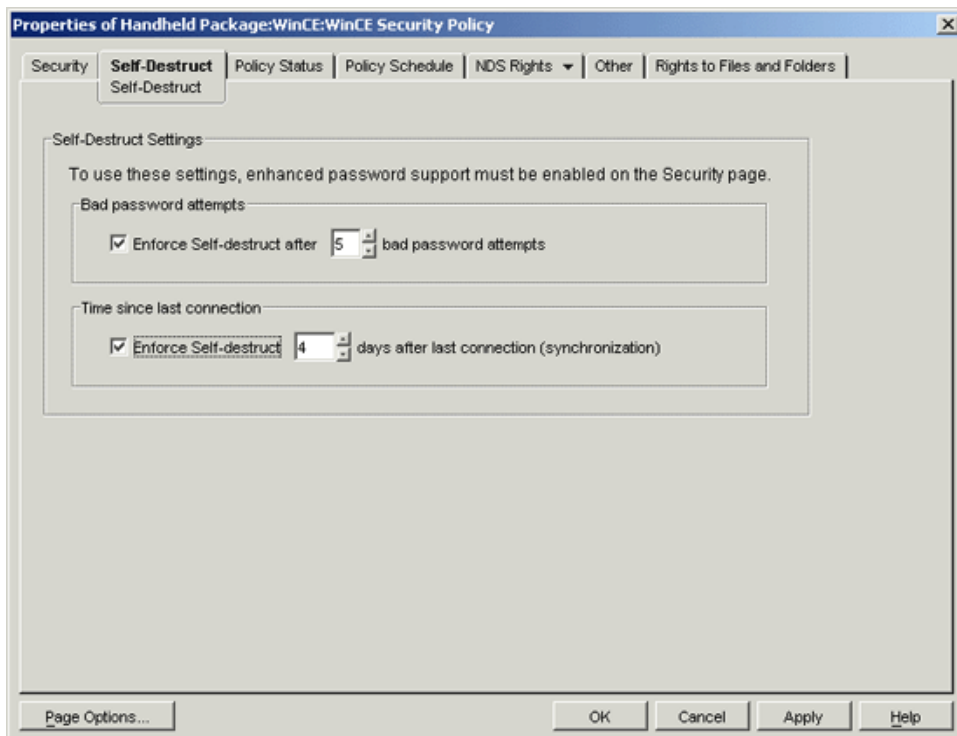 Properties of Handheld Package:WinCE:WinCE Security Policy
Security Self-Destruct Policy Status Policy Schedule NDS Rights Other Rights to Files and Folders
Self-Destruct
Self-Destruct Settings
To use these settings, enhanced password support must be enabled on the Security page.
Bad password attempts
Enforce Self-destruct after 5 bad password attempts
Time since last connection
Enforce Self-destruct 4 days after last connection (synchronization)
Page Options... OK Cancel Apply Help